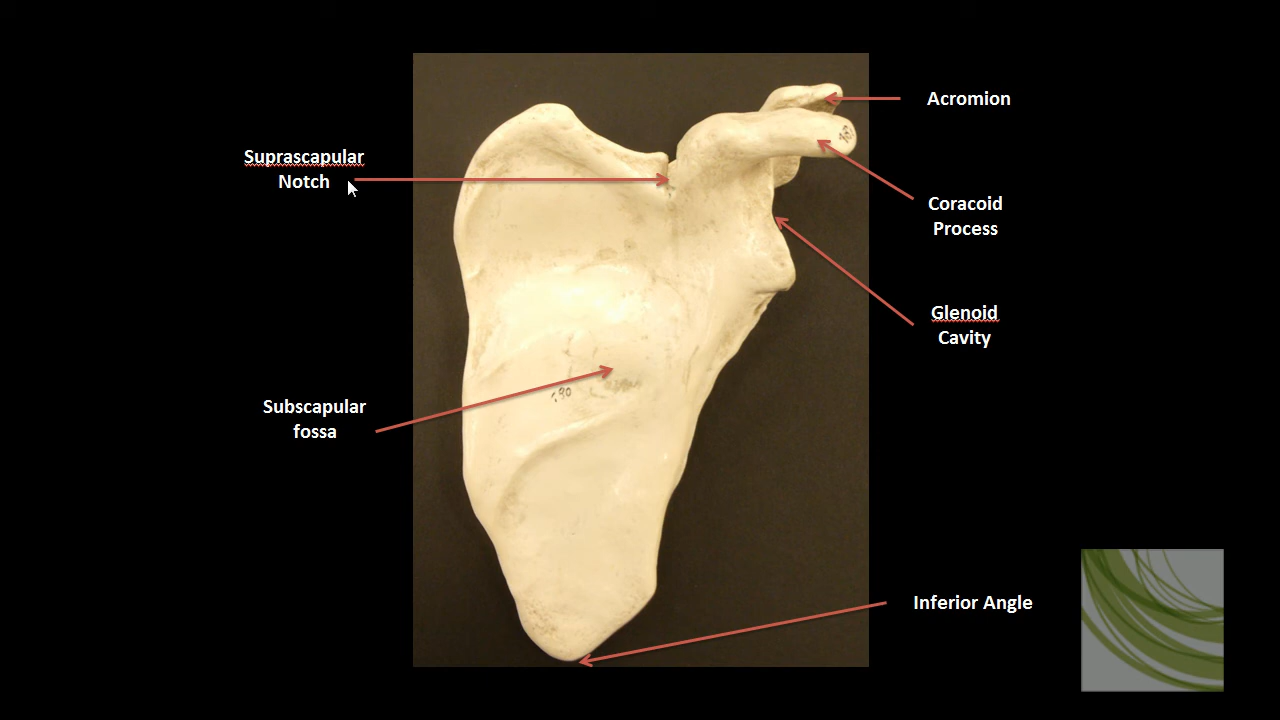 Acromion
Suprascapular
Notch
Coracoid
Process
Glenoid
Cavity
Subscapular
fossa
Inferior Angle